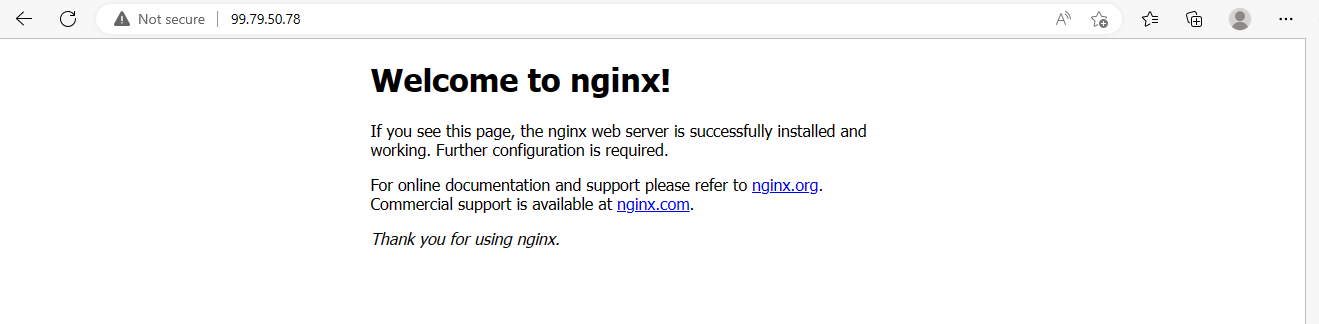 Not secure | 99.79.50.78
Welcome to nginx!
If you see this page, the nginx web server is successfully installed and
working. Further configuration is required.
For online documentation and support please refer to nginx.org.
Commercial support is available at nginx.com.
Thank you for using nginx.